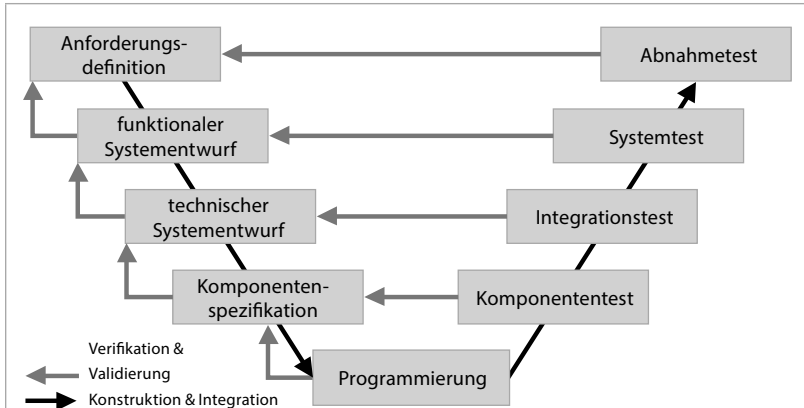 Anforderungs-
definition
Abnahmetest
funktionaler
Systementwurf
Systemtest
technischer
Systementwurf
Integrationstest
Komponenten-
spezifikation
Komponententest
Verifikation &
Validierung
Programmierung
Konstruktion & Integration